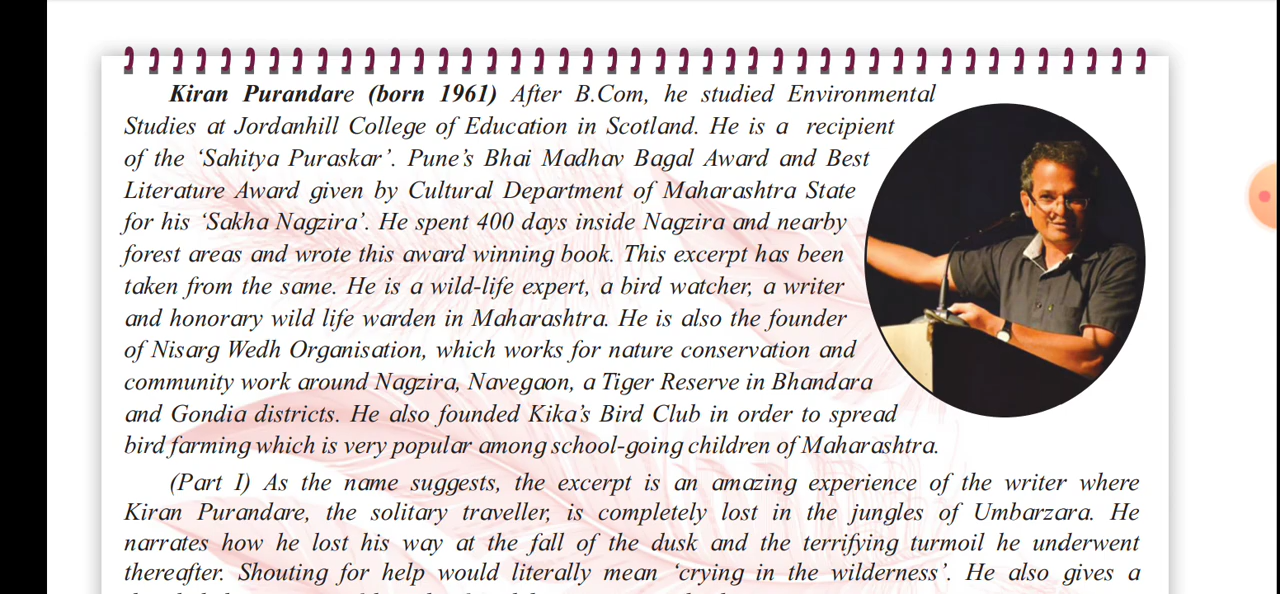 Kiran Purandare (born 1961) After B.Com, he studied Environmental
Studies at Jordanhill College of Education in Scotland. He is a recipient
of the ‘Sahitya Puraskar’. Pune’s Bhai Madhav Bagal Award and Best
Literature Award given by Cultural Department of Maharashtra State
for his ‘Sakha Nagzira’. He spent 400 days inside Nagzira and nearby
forest areas and wrote this award winning book. This excerpt has been
taken from the same. He is a wild-life expert, a bird watcher, a writer
and honorary wild life warden in Maharashtra. He is also the founder
of Nisarg Wedh Organisation, which works for nature conservation and
community work around Nagzira, Navegaon, a Tiger Reserve in Bhandara
and Gondia districts. He also founded Kika’s Bird Club in order to spread
bird farming which is very popular among school-going children of Maharashtra.
(Part I) As the name suggests, the excerpt is an amazing experience of the writer where
Kiran Purandare, the solitary traveller, is completely lost in the jungles of Umbarzara. He
narrates how he lost his way at the fall of the dusk and the terrifying turmoil he underwent
thereafter. Shouting for help would literally mean ‘crying in the wilderness’. He also gives a